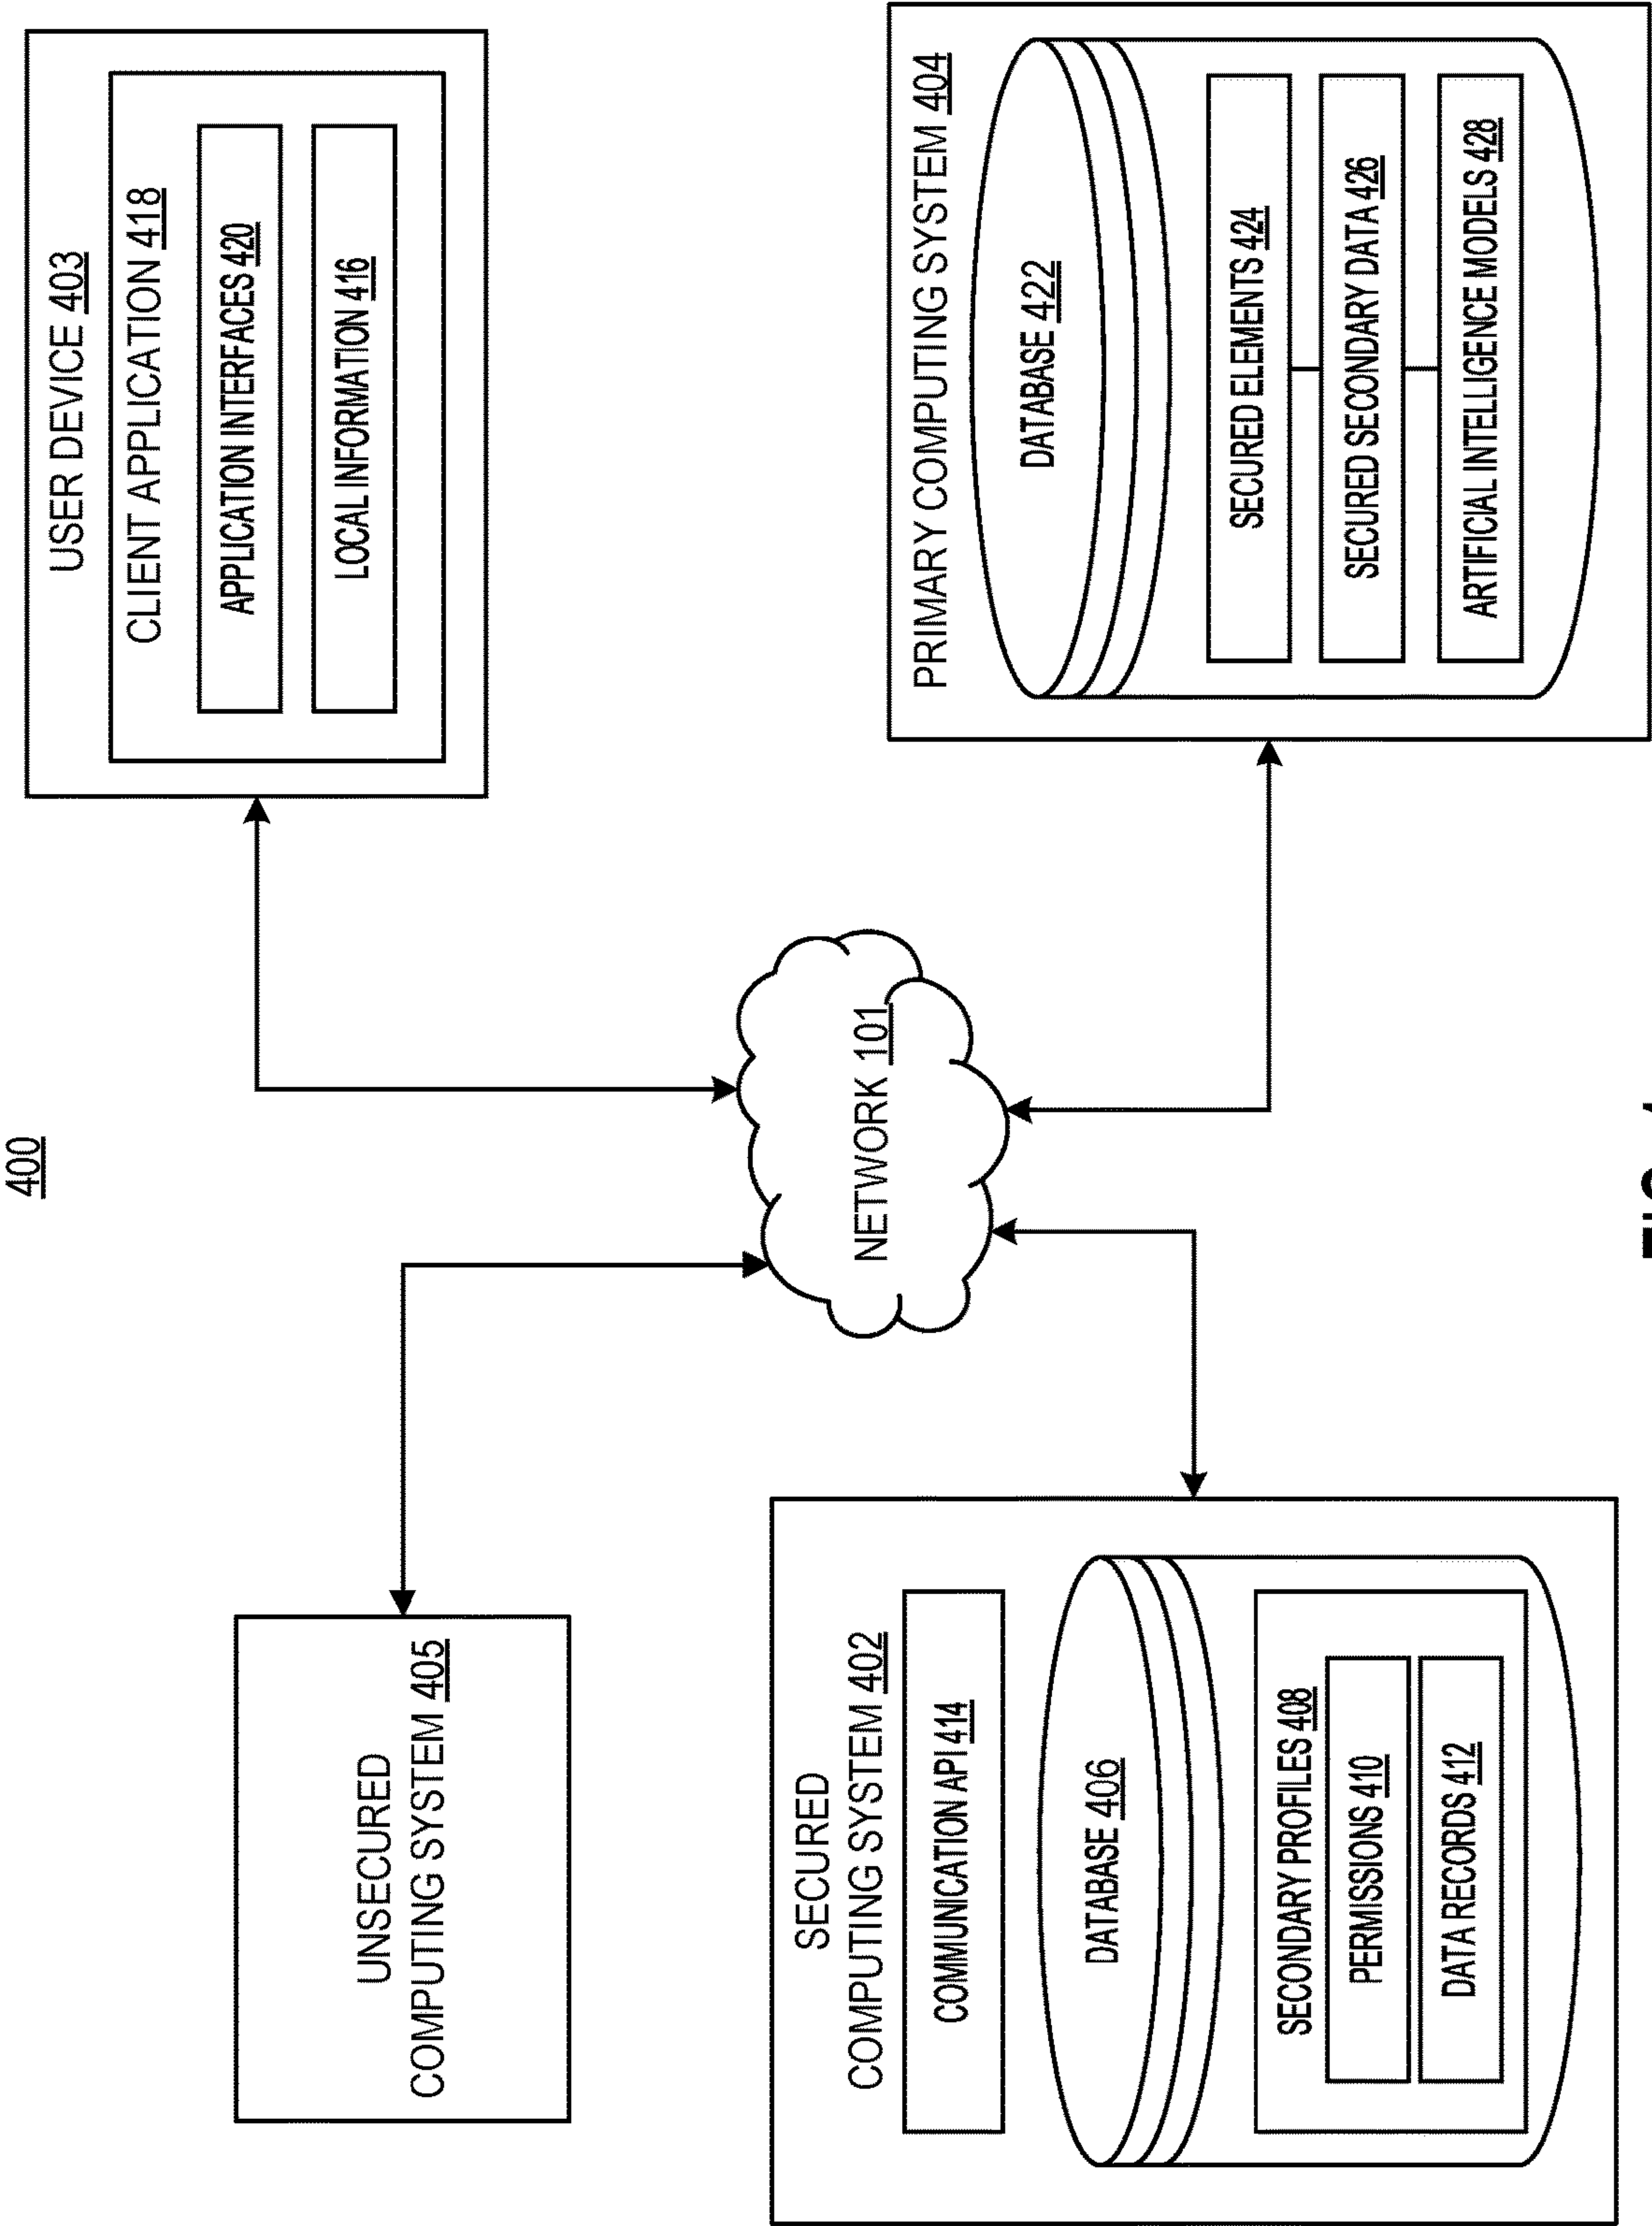 400
UNSECURED
COMPUTING SYSTEM 405
USER DEVICE 403
CLIENT APPLICATION 418
APPLICATION INTERFACES 420
LOCAL INFORMATION 416
NETWORK 101
SECURED
COMPUTING SYSTEM 402
COMMUNICATION API 414
DATABASE 406
SECONDARY PROFILES 408
PERMISSIONS 410
DATA RECORDS 412
PRIMARY COMPUTING SYSTEM 404
DATABASE 422
SECURED ELEMENTS 424
SECURED SECONDARY DATA 426
ARTIFICIAL INTELLIGENCE MODELS 428